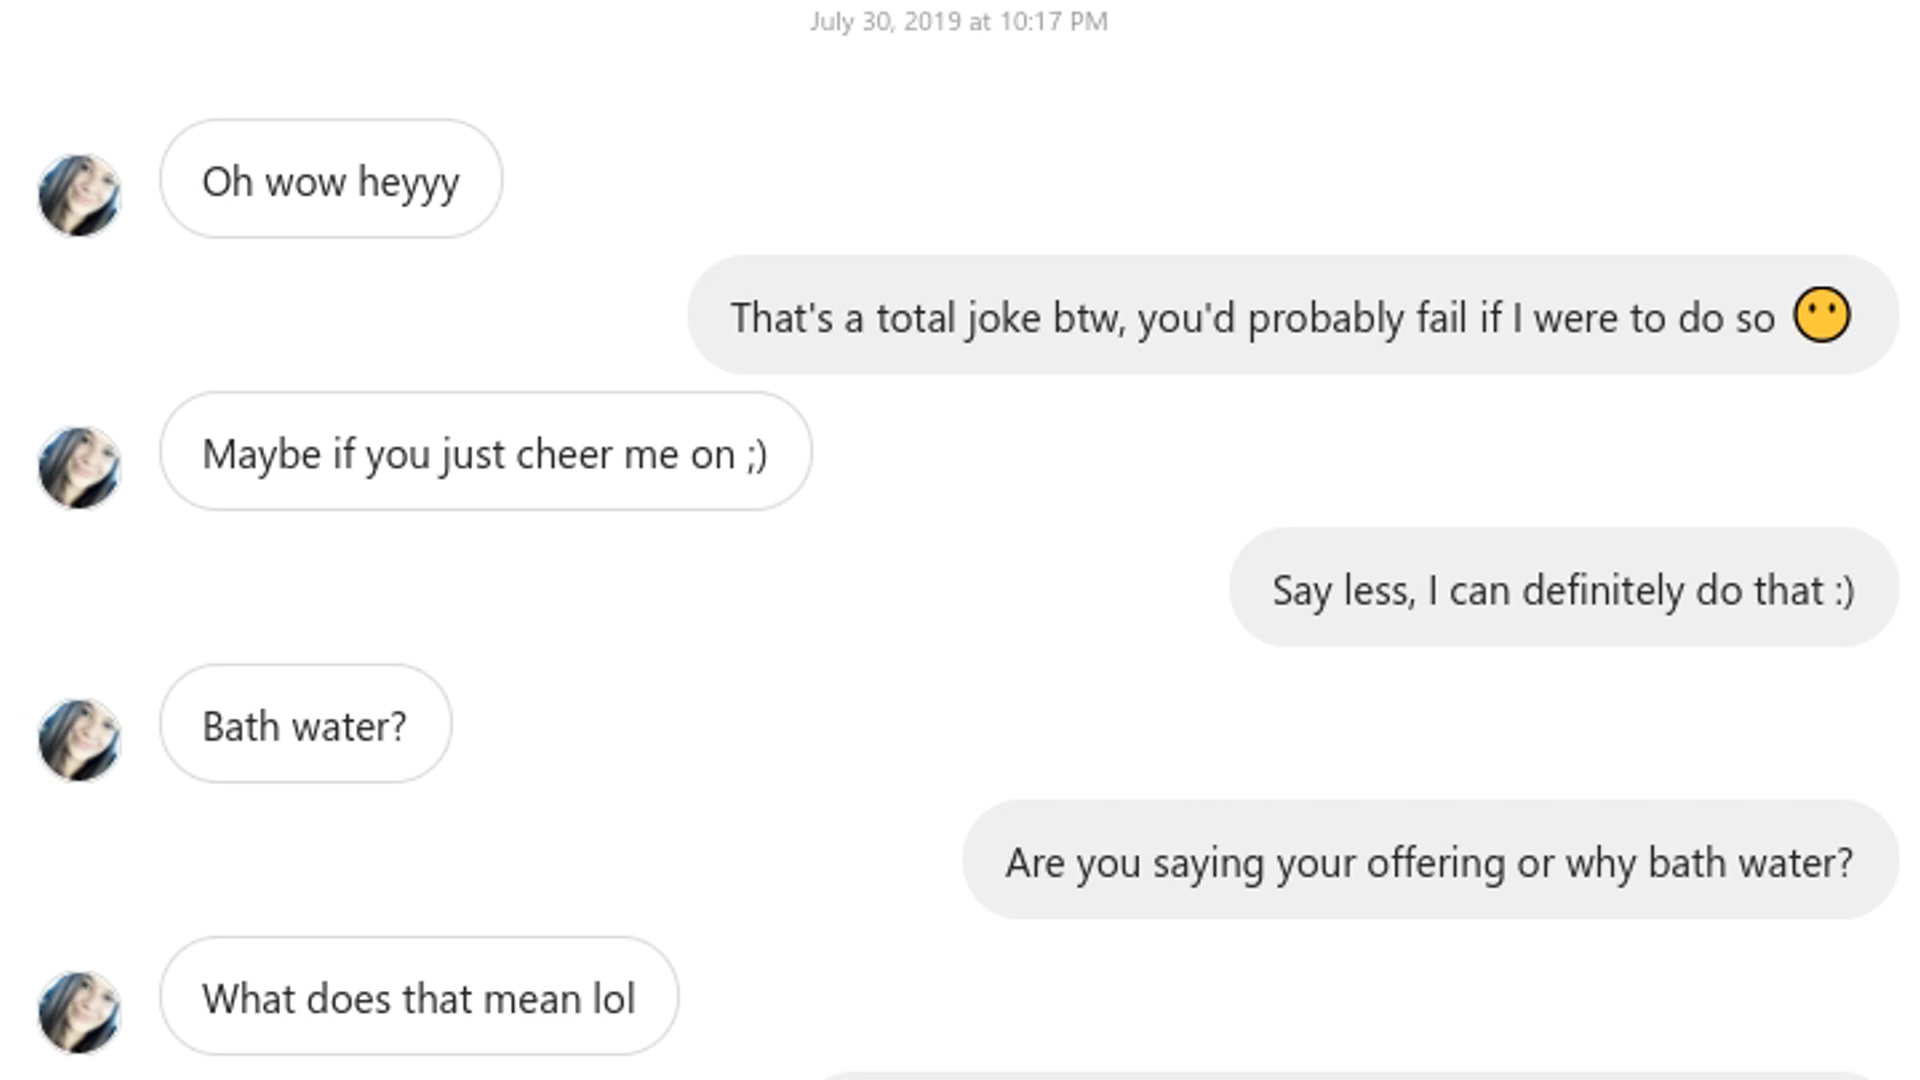 July 30, 2019 at 10:17 PM
Oh wow heyyy
That's a total joke btw, you'd probably fail if I were to do so 😶
Maybe if you just cheer me on ;)
Say less, I can definitely do that :)
Bath water?
Are you saying your offering or why bath water?
What does that mean lol